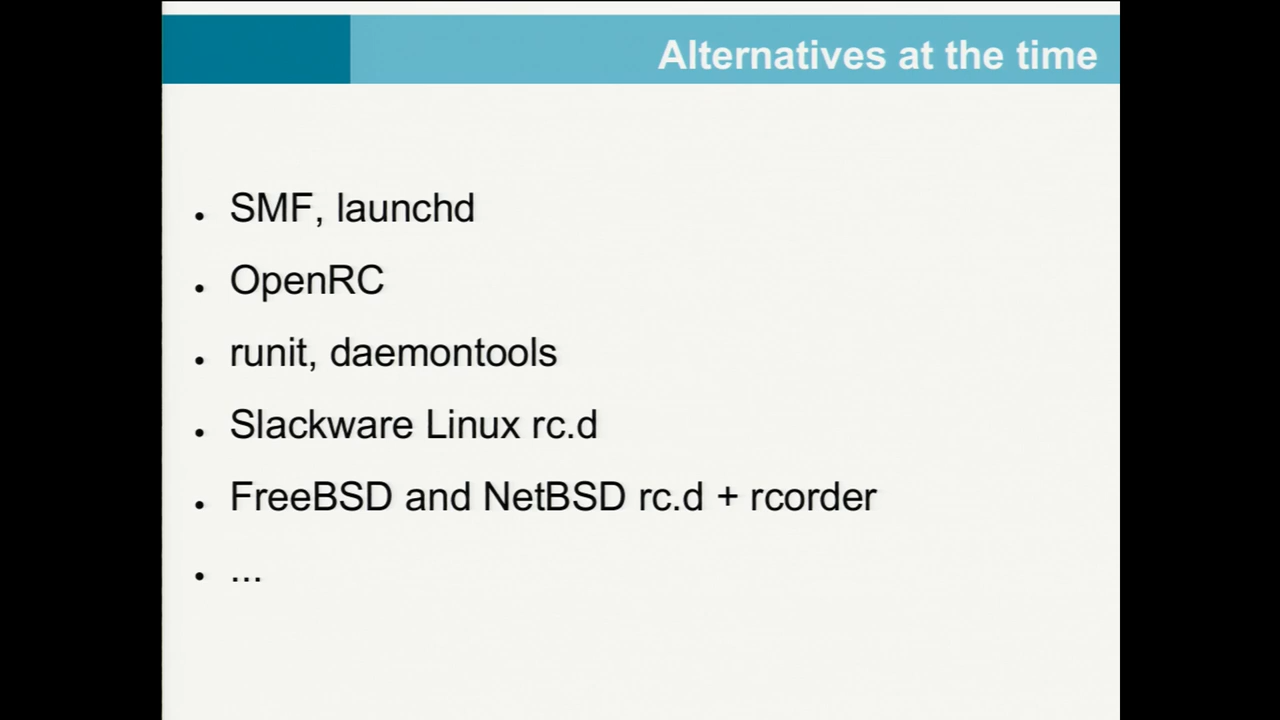 Alternatives at the time
• SMF, launchd
• OpenRC
• runit, daemontools
• Slackware Linux rc.d
• FreeBSD and NetBSD rc.d + rcorder
• ...